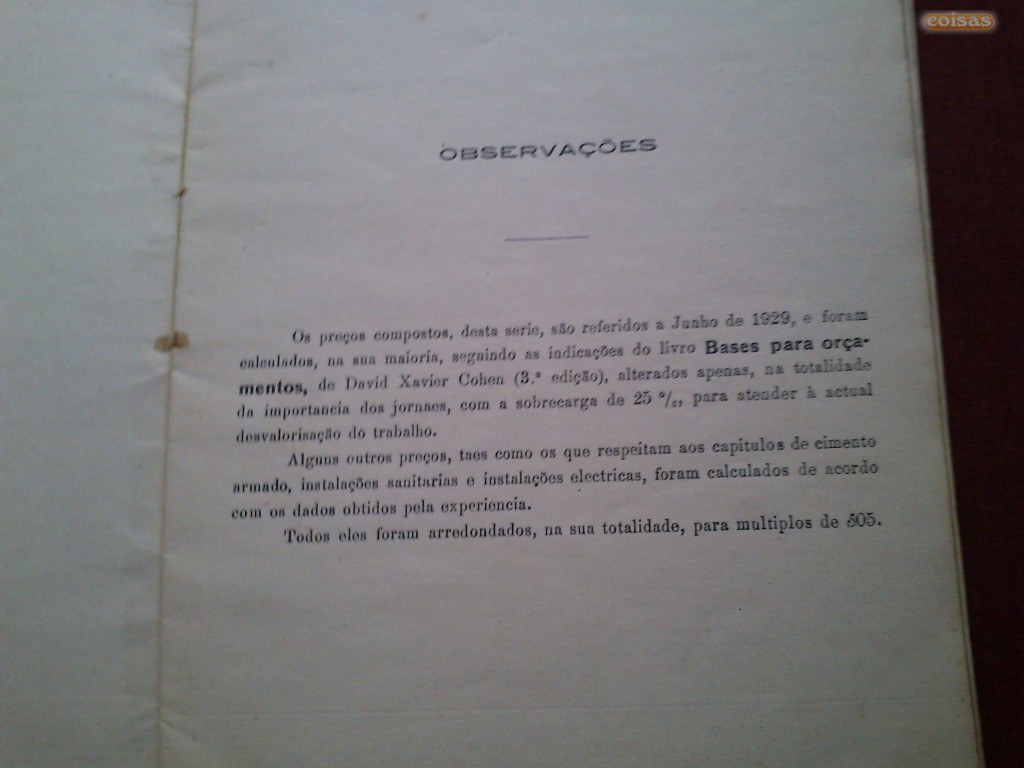 coisas
OBSERVAÇÕES
Os preços compostos, desta serie, são referidos a Junho de 1929, e foram
calculados, na sua maioria, seguindo as indicações do livro Bases para orça-
mentos, de David Xavier Cohen (3.ª edição), alterados apenas, na totalidade
da importancia dos jornaes, com a sobrecarga de 25 %, para atender à actual
desvalorisação do trabalho.
Alguns outros preços, taes como os que respeitam aos capitulos de cimento
armado, instalações sanitarias e instalações electricas, foram calculados de acordo
com os dados obtidos pela experiencia.
Todos eles foram arredondados, na sua totalidade, para multiplos de $05.